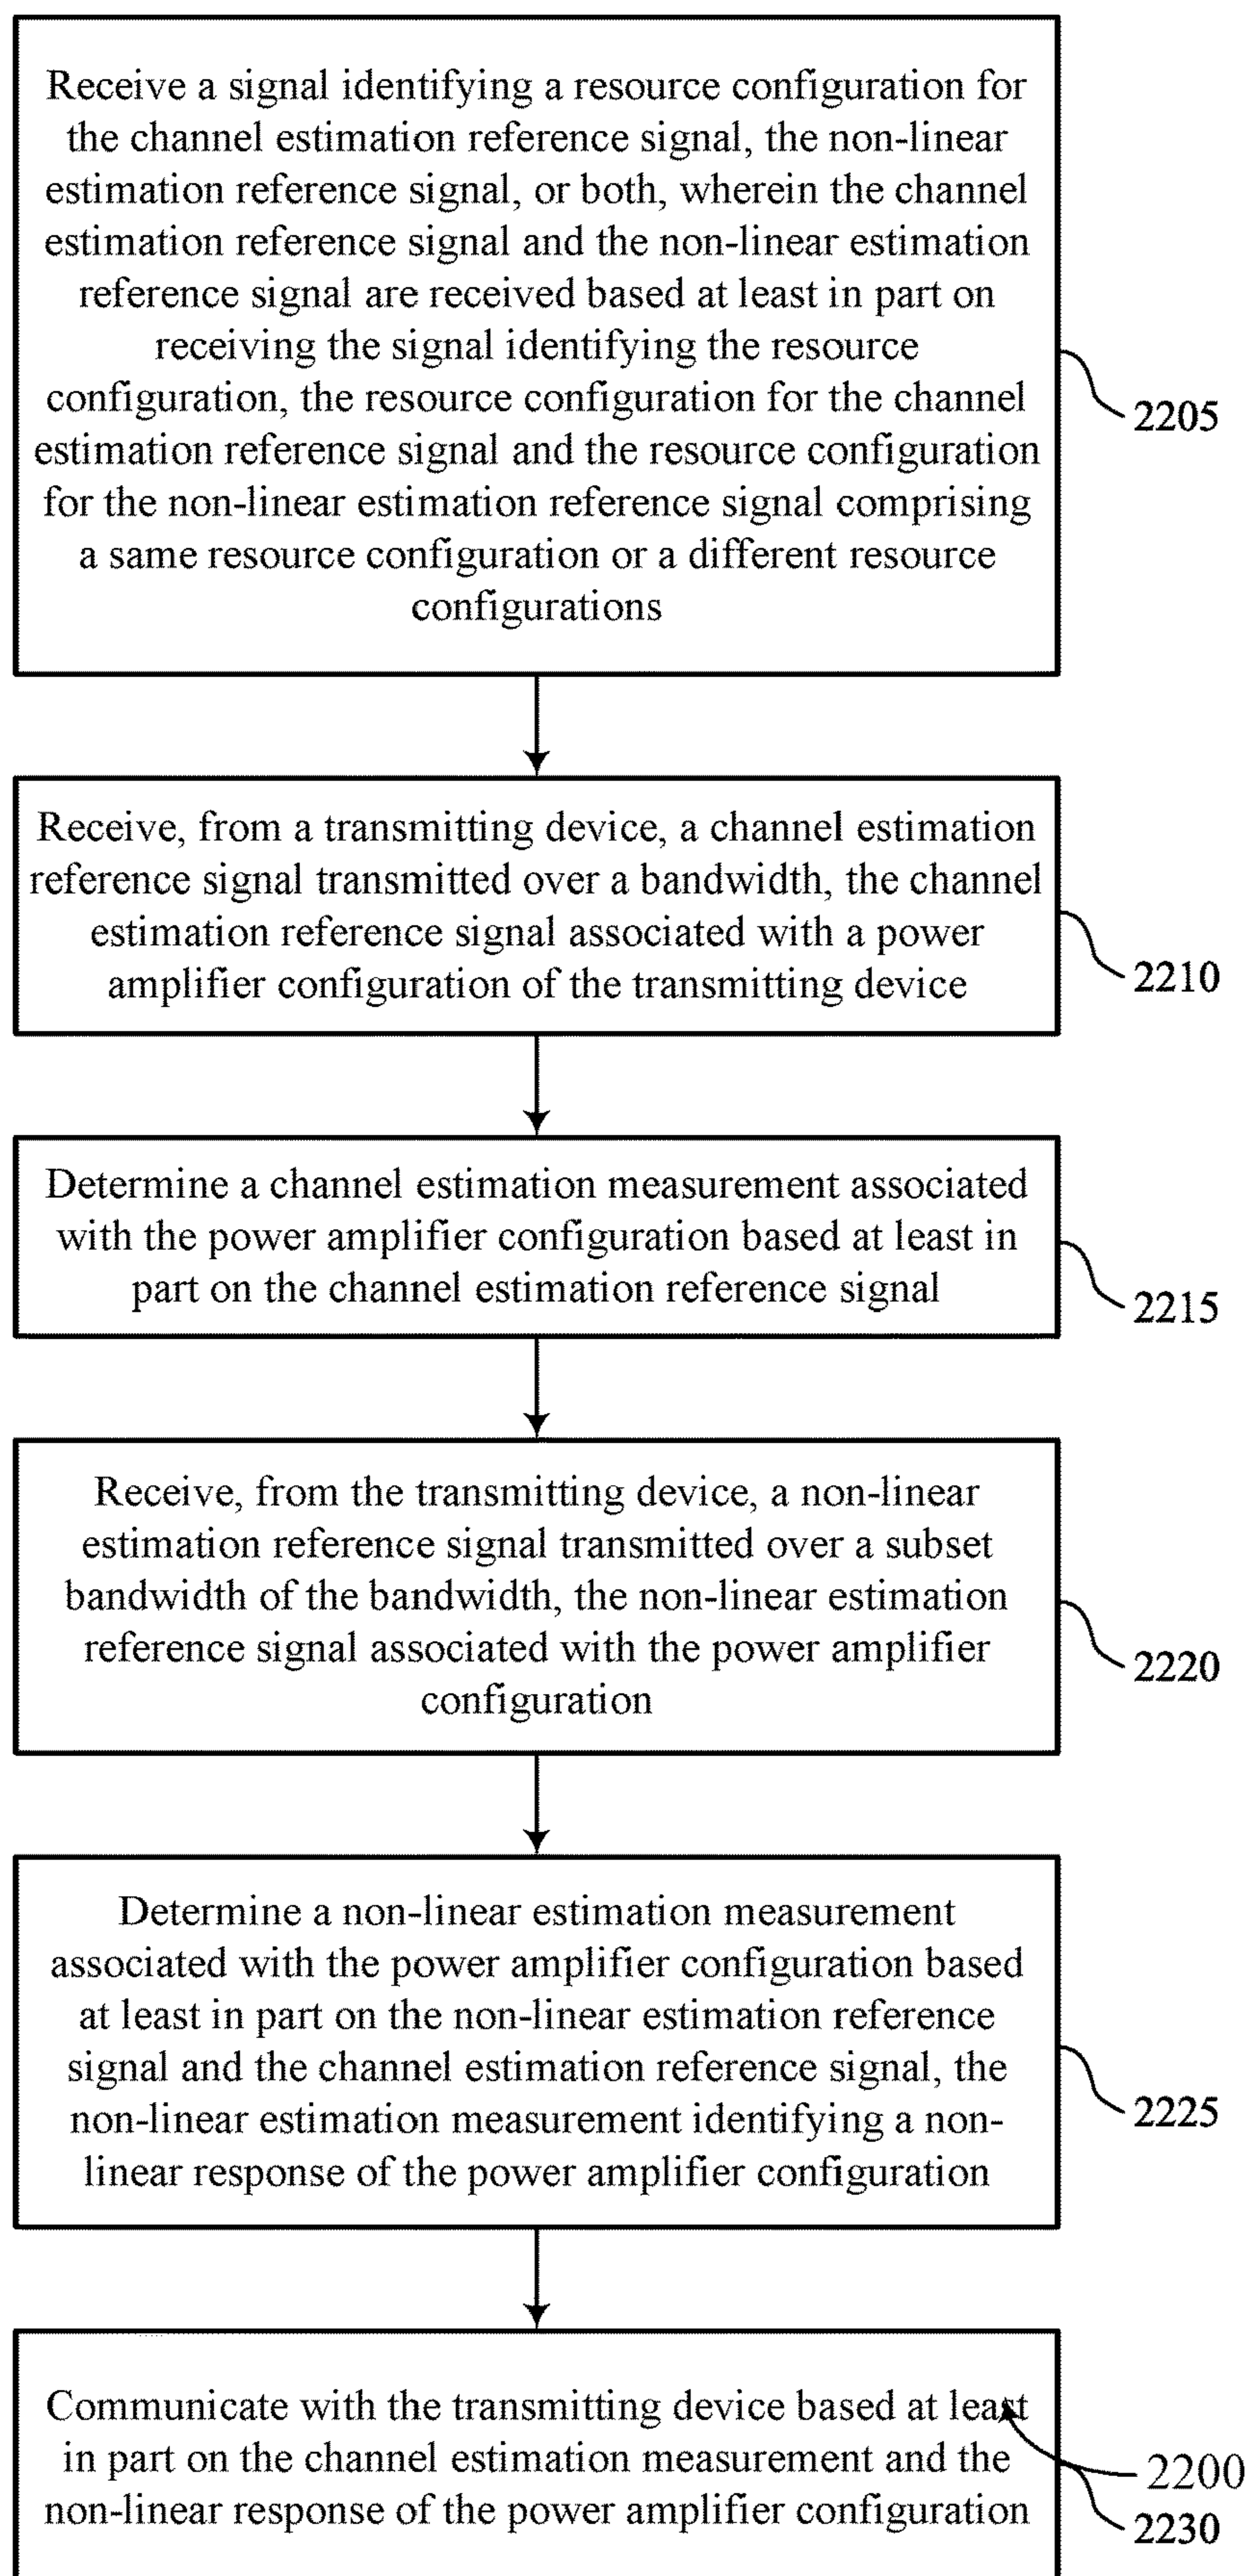 Receive a signal identifying a resource configuration for
the channel estimation reference signal, the non-linear
estimation reference signal, or both, wherein the channel
estimation reference signal and the non-linear estimation
reference signal are received based at least in part on
receiving the signal identifying the resource
configuration, the resource configuration for the channel
estimation reference signal and the resource configuration
for the non-linear estimation reference signal comprising
a same resource configuration or a different resource
configurations
2205
Receive, from a transmitting device, a channel estimation
reference signal transmitted over a bandwidth, the channel
estimation reference signal associated with a power
amplifier configuration of the transmitting device
2210
Determine a channel estimation measurement associated
with the power amplifier configuration based at least in
part on the channel estimation reference signal
2215
Receive, from the transmitting device, a non-linear
estimation reference signal transmitted over a subset
bandwidth of the bandwidth, the non-linear estimation
reference signal associated with the power amplifier
configuration
2220
Determine a non-linear estimation measurement
associated with the power amplifier configuration based
at least in part on the non-linear estimation reference
signal and the channel estimation reference signal, the
non-linear estimation measurement identifying a non-
linear response of the power amplifier configuration
2225
Communicate with the transmitting device based at least
in part on the channel estimation measurement and the
non-linear response of the power amplifier configuration
2200
2230